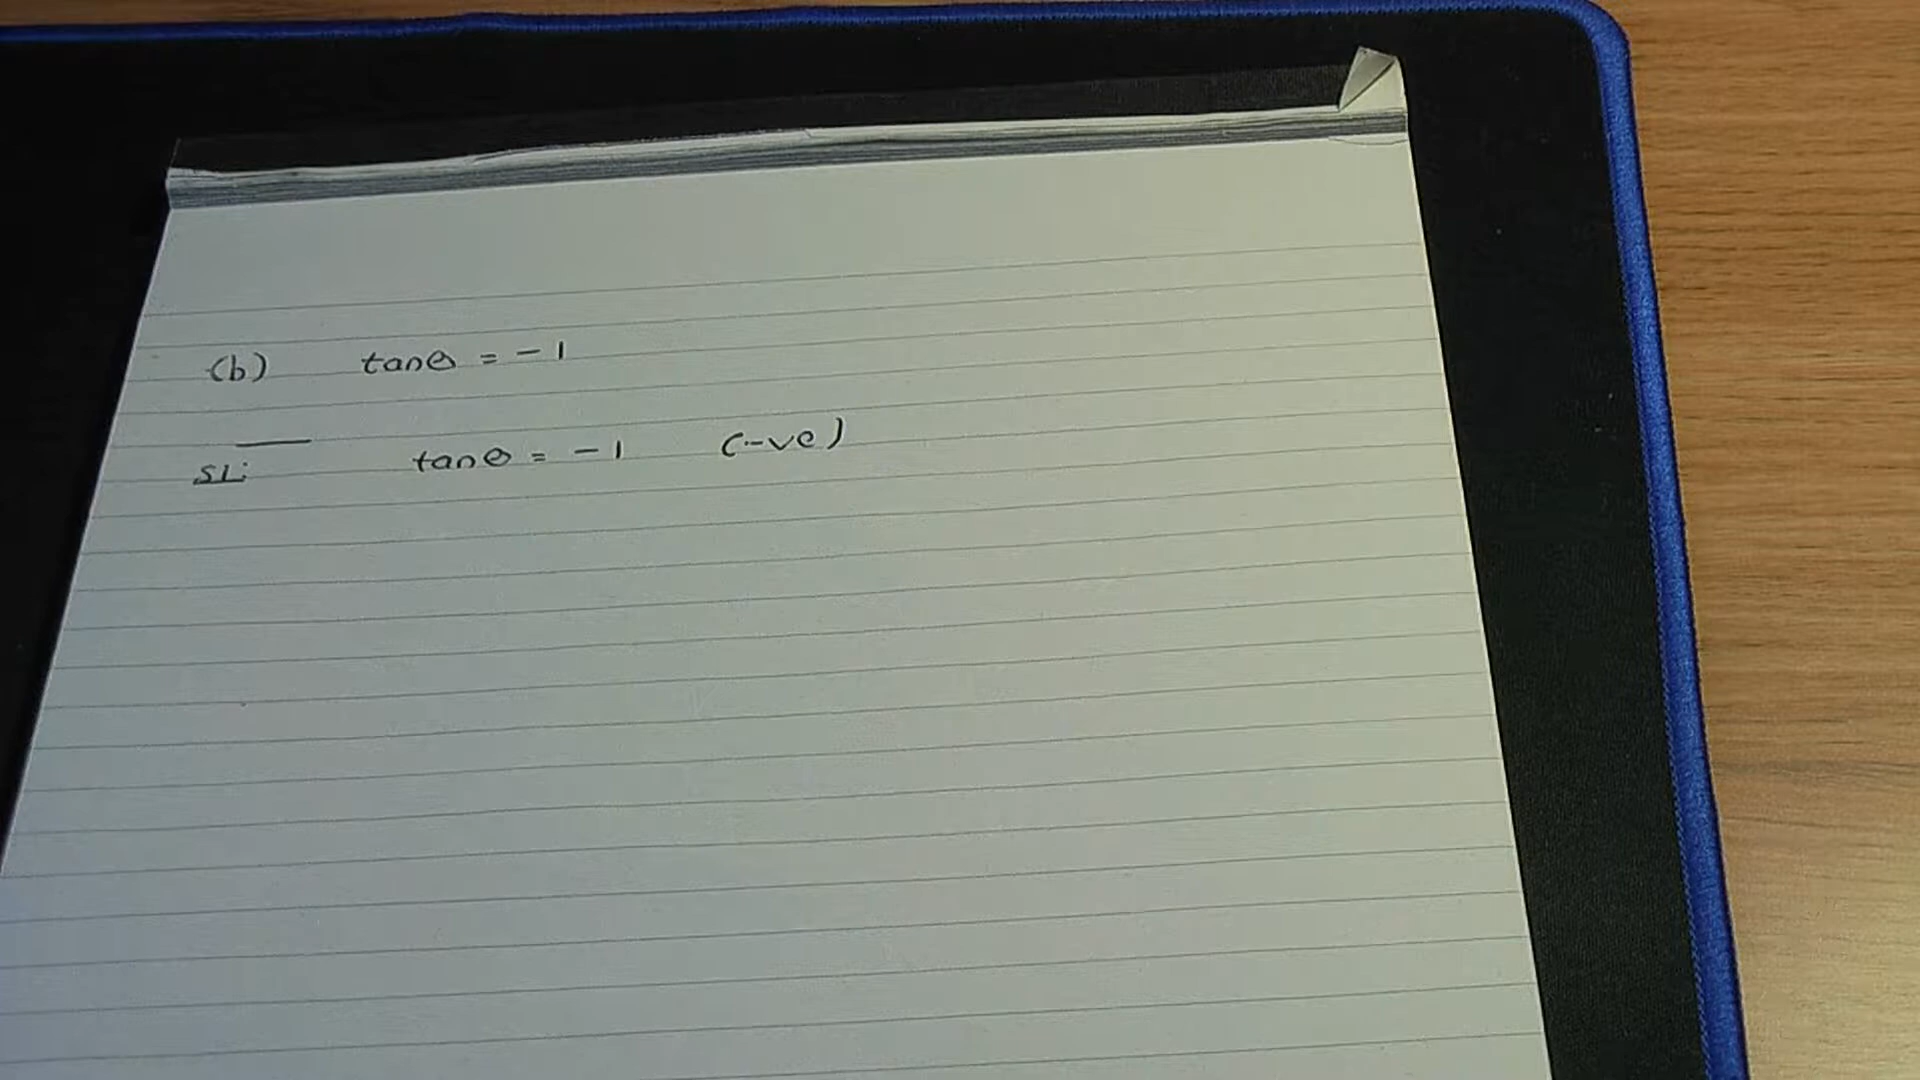 (b) tanθ = -1
SL: tanθ = -1 (-ve)